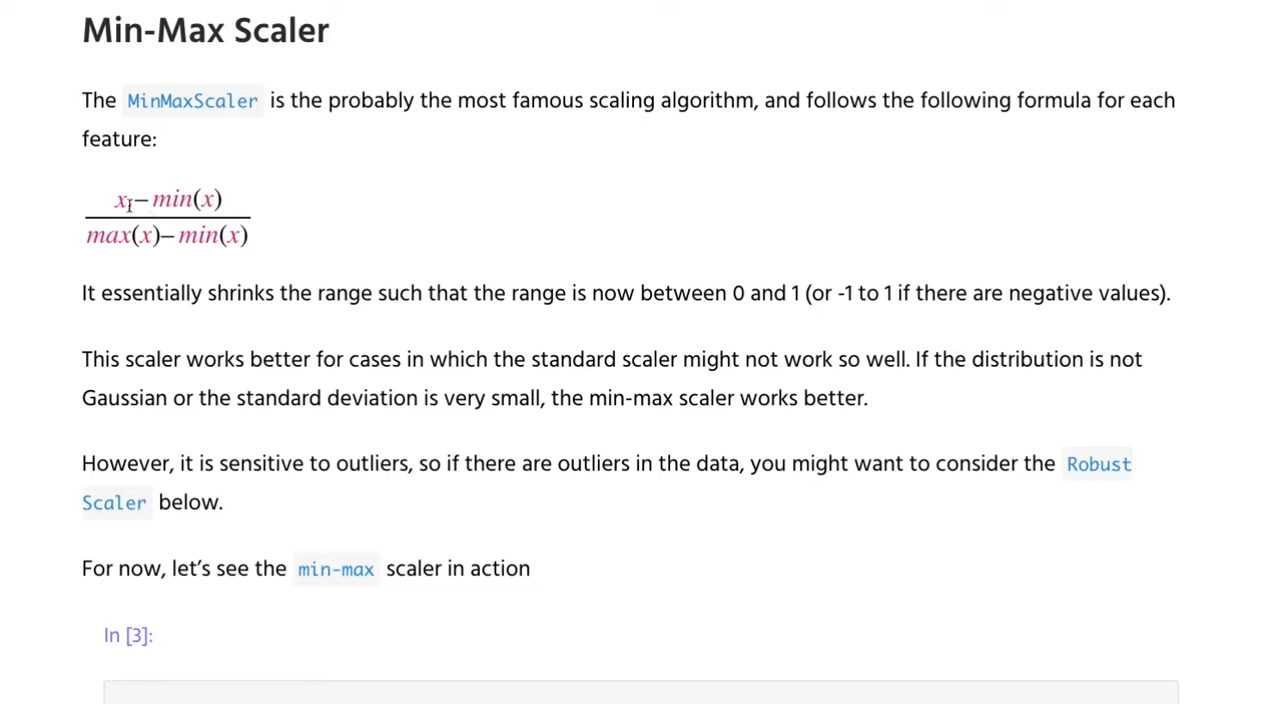 Min-Max Scaler
The MinMaxScaler is the probably the most famous scaling algorithm, and follows the following formula for each
feature:
x–min(x)
max(x)–min(x)
It essentially shrinks the range such that the range is now between 0 and 1 (or -1 to 1 if there are negative values).
This scaler works better for cases in which the standard scaler might not work so well. If the distribution is not
Gaussian or the standard deviation is very small, the min-max scaler works better.
However, it is sensitive to outliers, so if there are outliers in the data, you might want to consider the Robust
Scaler below.
For now, let’s see the min-max scaler in action
In [3]: